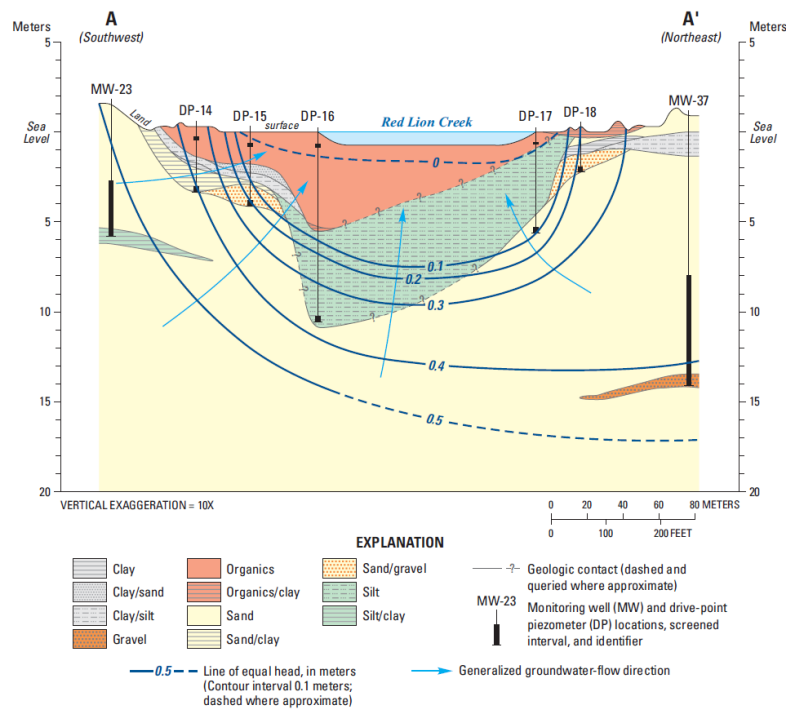 A
A'
Meters
(Southwest)
(Northeast)
Meters
5
5
MW-23
DP-14
DP-15
DP-16
DP-17
DP-18
MW-37
Land
surface
Red Lion Creek
Sea
Level
Sea
Level
0
5
5
0.1
0.2
0.3
10
10
0.4
15
15
0.5
20
20
? ? ? ? ? ? ? ? ?
VERTICAL EXAGGERATION = 10X
0 20 40 60 80 METERS
0 100 200 FEET
EXPLANATION
Clay
Clay/sand
Clay/silt
Gravel
Organics
Organics/clay
Sand
Sand/clay
Sand/gravel
Silt
Silt/clay
? Geologic contact (dashed and
queried where approximate)
MW-23
Monitoring well (MW) and drive-point
piezometer (DP) locations, screened
interval, and identifier
0.5 Line of equal head, in meters
(Contour interval 0.1 meters;
dashed where approximate)
Generalized groundwater-flow direction